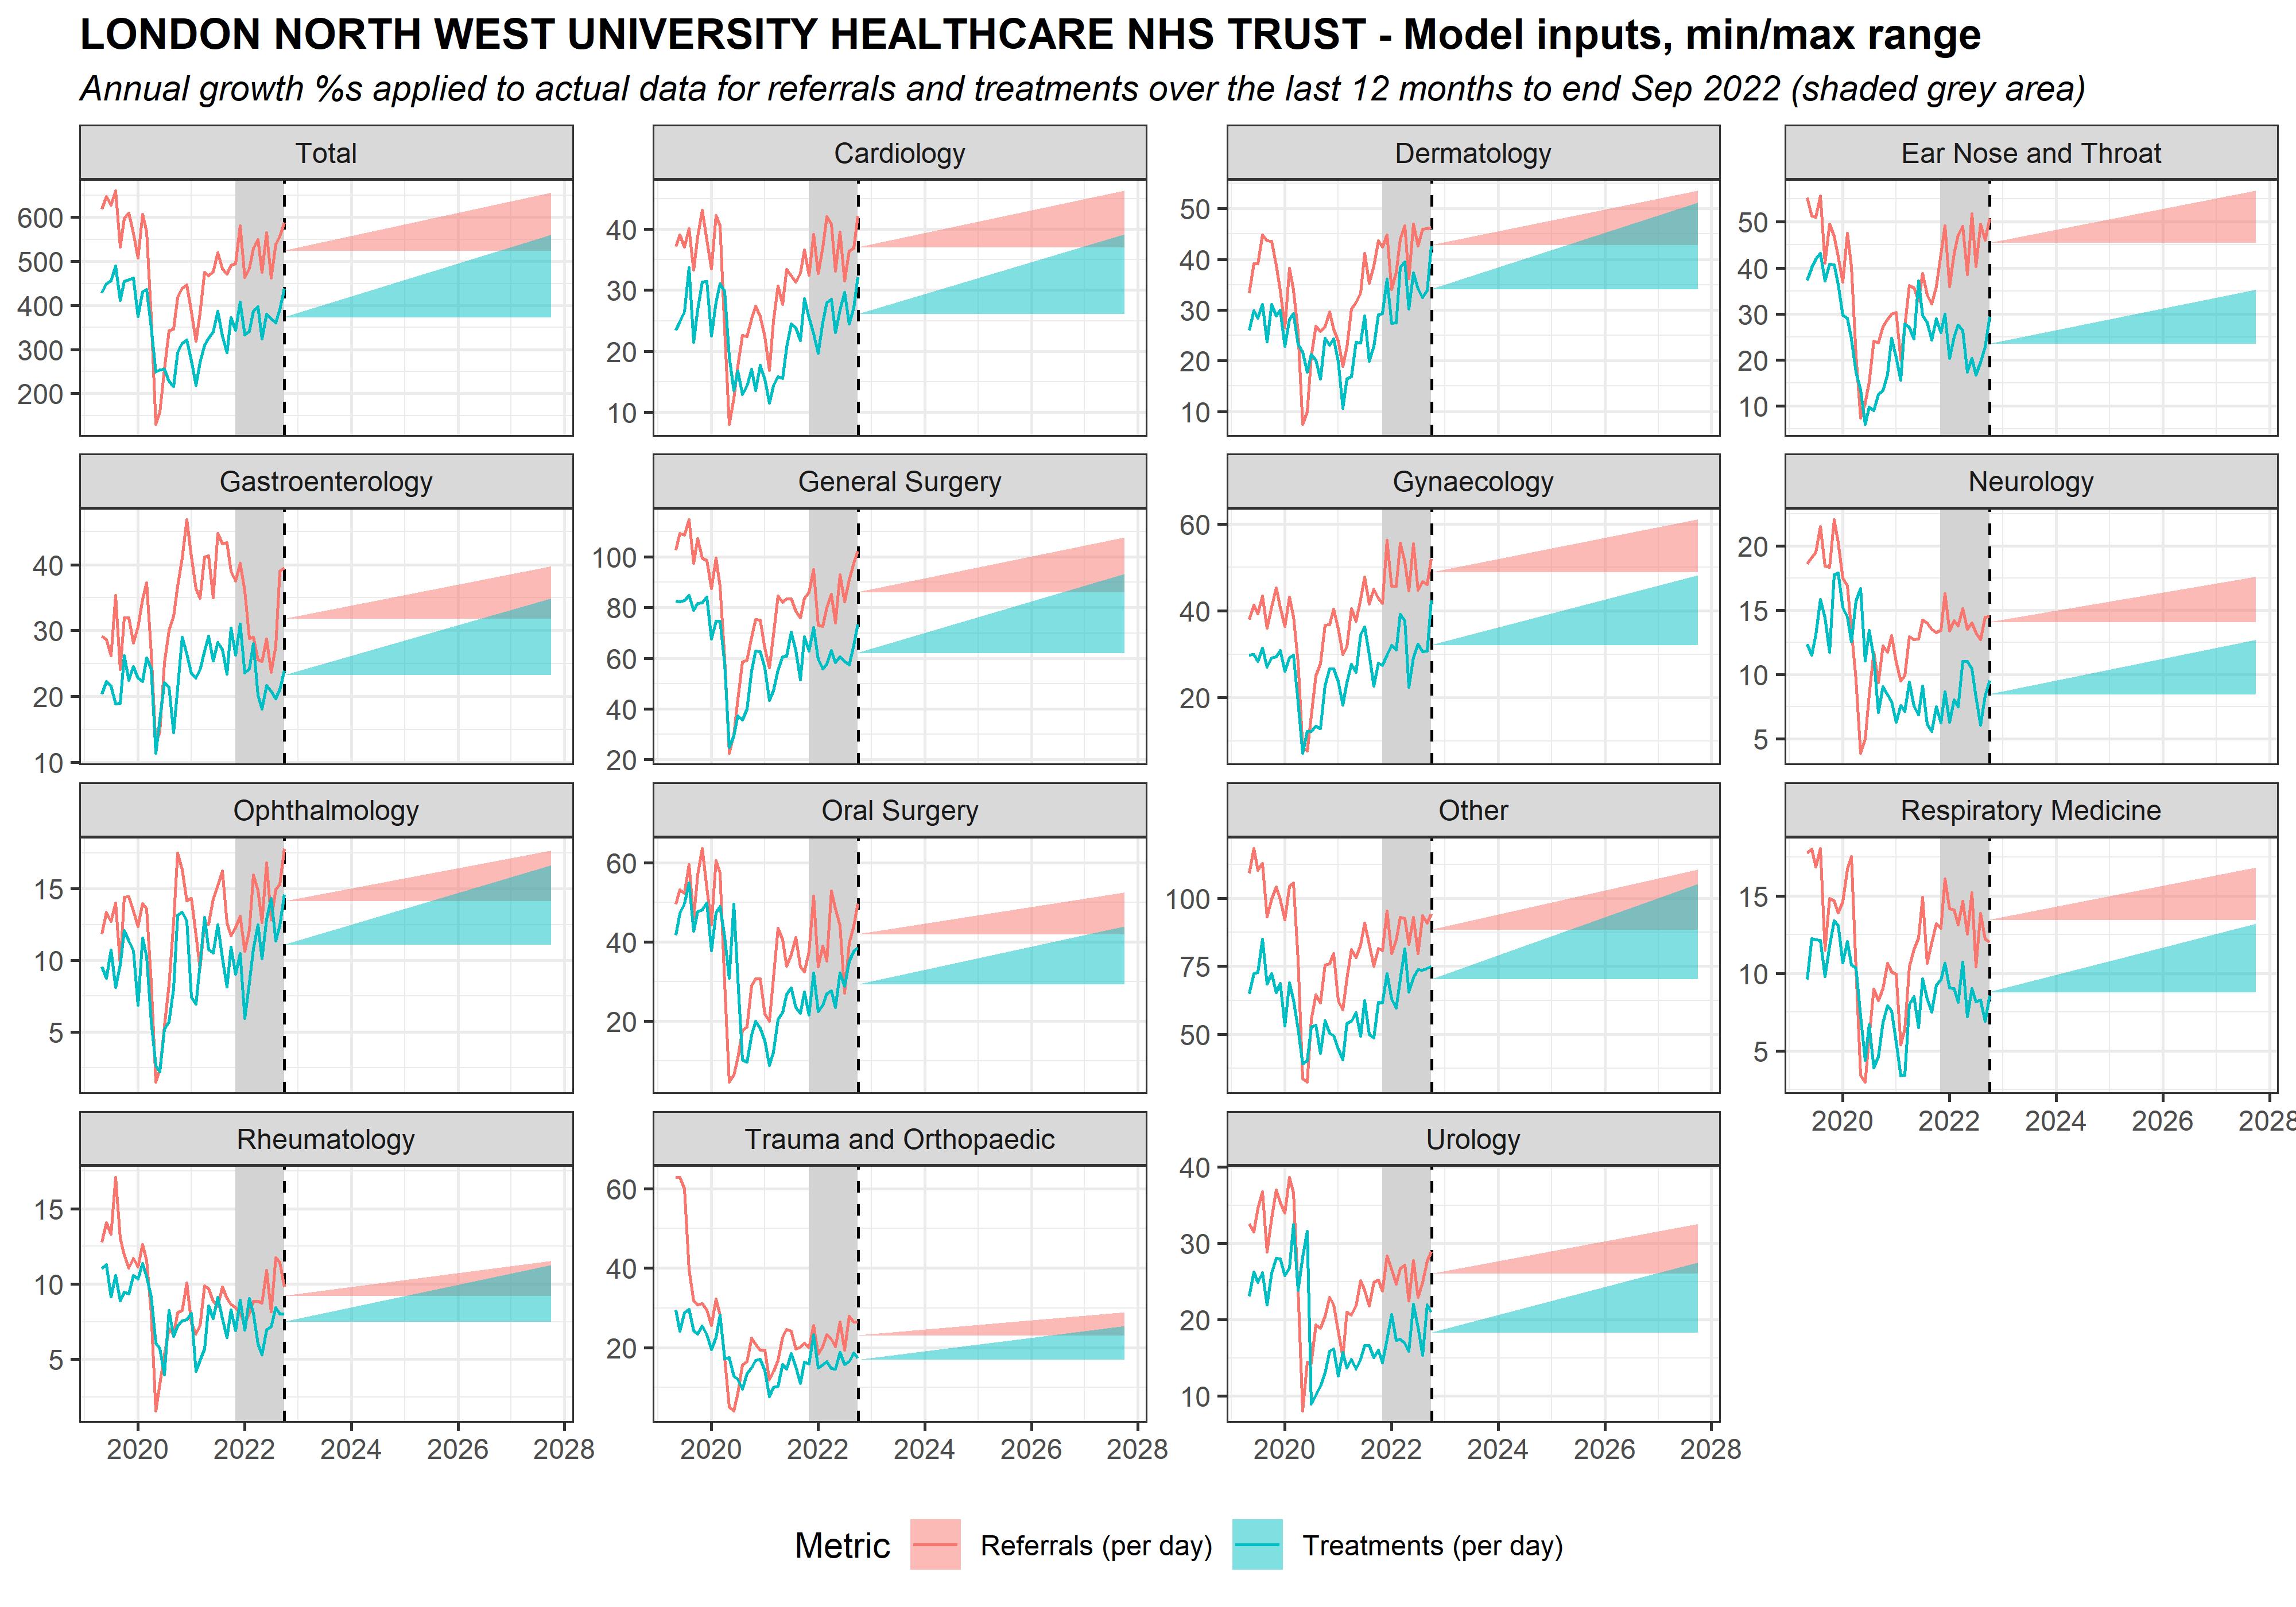 LONDON NORTH WEST UNIVERSITY HEALTHCARE NHS TRUST - Model inputs, min/max range
Annual growth %s applied to actual data for referrals and treatments over the last 12 months to end Sep 2022 (shaded grey area)
Total
Cardiology
Dermatology
Ear Nose and Throat
600
500
400
300
200
40
30
20
10
50
40
30
20
10
50
40
30
20
10
Gastroenterology
General Surgery
Gynaecology
Neurology
40
30
20
10
100
80
60
40
20
60
40
20
20
15
10
5
Ophthalmology
Oral Surgery
Other
Respiratory Medicine
15
10
5
60
40
20
100
75
50
15
10
5
2020 2022 2024 2026 2028
Rheumatology
Trauma and Orthopaedic
Urology
15
10
5
60
40
20
40
30
20
10
2020 2022 2024 2026 2028
2020 2022 2024 2026 2028
2020 2022 2024 2026 2028
Metric Referrals (per day) Treatments (per day)